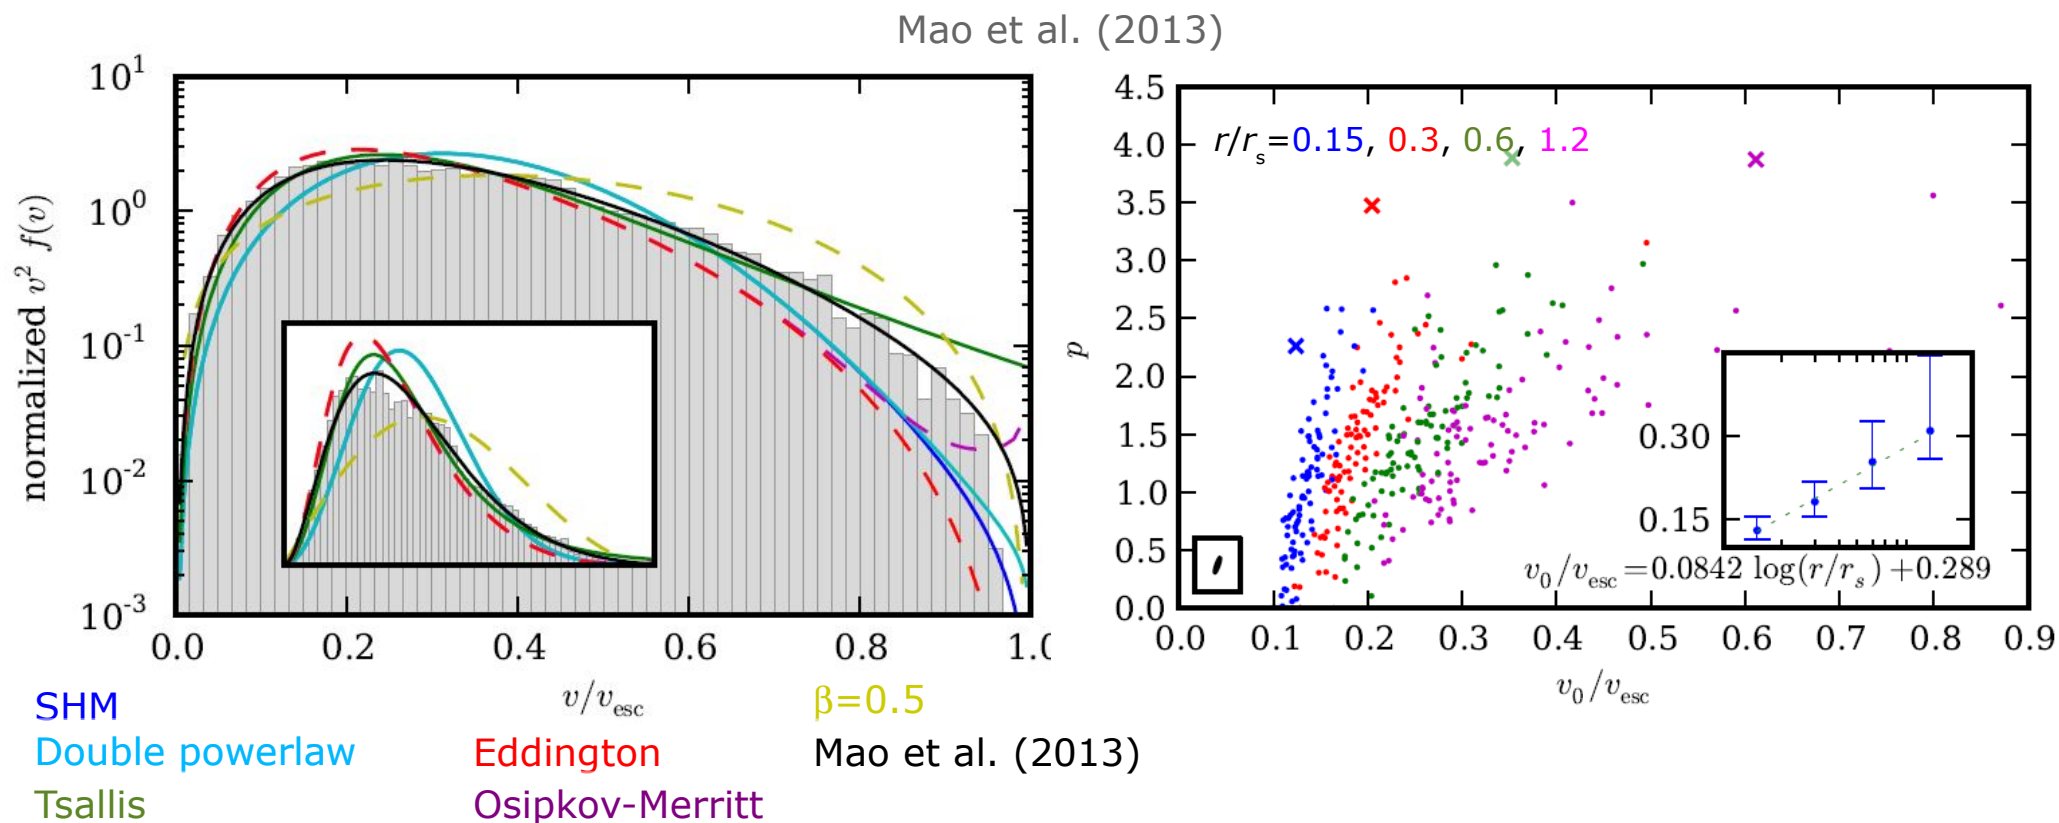 Mao et al. (2013)
10^1
10^0
10^-1
10^-2
10^-3
normalized v^2 f(v)
0.0 0.2 0.4 0.6 0.8 1.0
v/v_esc
4.5
4.0
3.5
3.0
2.5
2.0
1.5
1.0
0.5
0.0
p
r/r_s=0.15, 0.3, 0.6, 1.2
0.30
0.15
v_0/v_esc=0.0842 log(r/r_s)+0.289
0.0 0.1 0.2 0.3 0.4 0.5 0.6 0.7 0.8 0.9
v_0/v_esc
SHM
β=0.5
Double powerlaw
Eddington
Mao et al. (2013)
Tsallis
Osipkov-Merritt